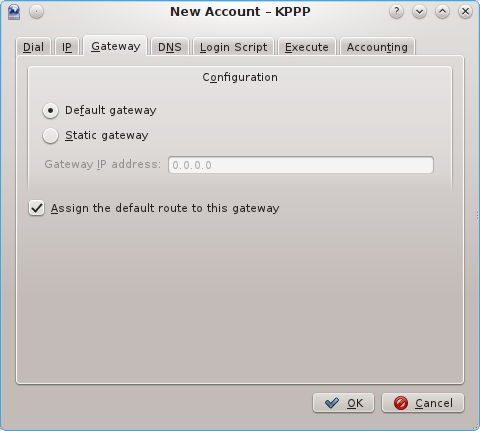 New Account – KPPP
Dial IP Gateway DNS Login Script Execute Accounting
Configuration
Default gateway
Static gateway
Gateway IP address: 0.0.0.0
Assign the default route to this gateway
OK Cancel